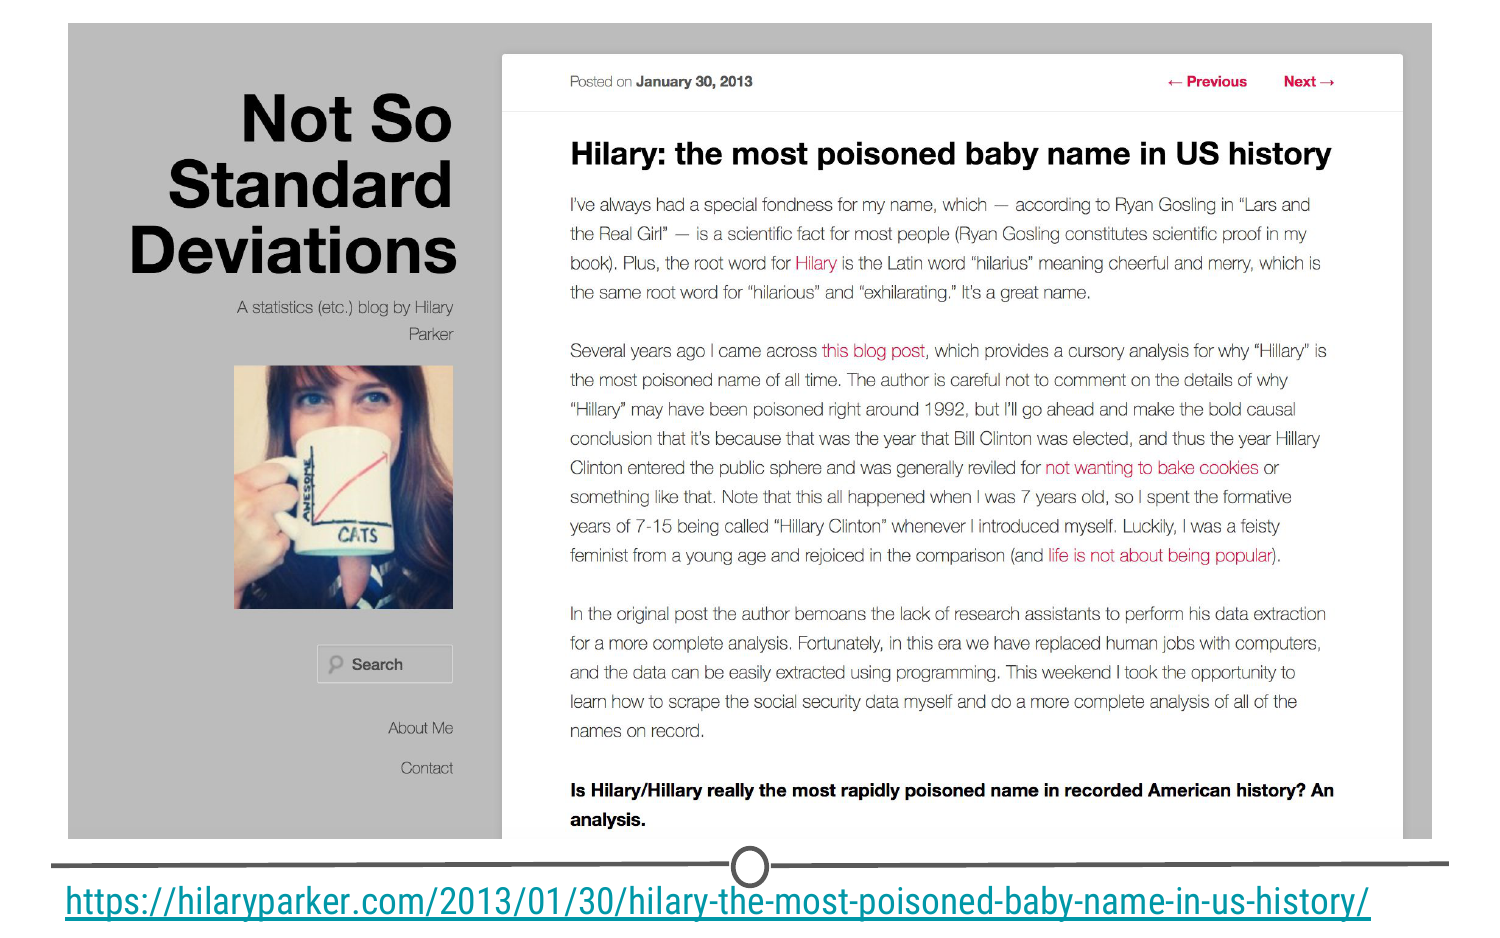 Not So
Standard
Deviations
A statistics (etc.) blog by Hilary
Parker
AWESOME
CATS
Search
About Me
Contact
Posted on January 30, 2013
← Previous Next →
Hilary: the most poisoned baby name in US history
I've always had a special fondness for my name, which — according to Ryan Gosling in "Lars and
the Real Girl" — is a scientific fact for most people (Ryan Gosling constitutes scientific proof in my
book). Plus, the root word for Hilary is the Latin word "hilarius" meaning cheerful and merry, which is
the same root word for "hilarious" and "exhilarating." It's a great name.
Several years ago I came across this blog post, which provides a cursory analysis for why "Hillary" is
the most poisoned name of all time. The author is careful not to comment on the details of why
"Hillary" may have been poisoned right around 1992, but I'll go ahead and make the bold causal
conclusion that it's because that was the year that Bill Clinton was elected, and thus the year Hillary
Clinton entered the public sphere and was generally reviled for not wanting to bake cookies or
something like that. Note that this all happened when I was 7 years old, so I spent the formative
years of 7-15 being called "Hillary Clinton" whenever I introduced myself. Luckily, I was a feisty
feminist from a young age and rejoiced in the comparison (and life is not about being popular).
In the original post the author bemoans the lack of research assistants to perform his data extraction
for a more complete analysis. Fortunately, in this era we have replaced human jobs with computers,
and the data can be easily extracted using programming. This weekend I took the opportunity to
learn how to scrape the social security data myself and do a more complete analysis of all of the
names on record.
Is Hilary/Hillary really the most rapidly poisoned name in recorded American history? An
analysis.
https://hilaryparker.com/2013/01/30/hilary-the-most-poisoned-baby-name-in-us-history/